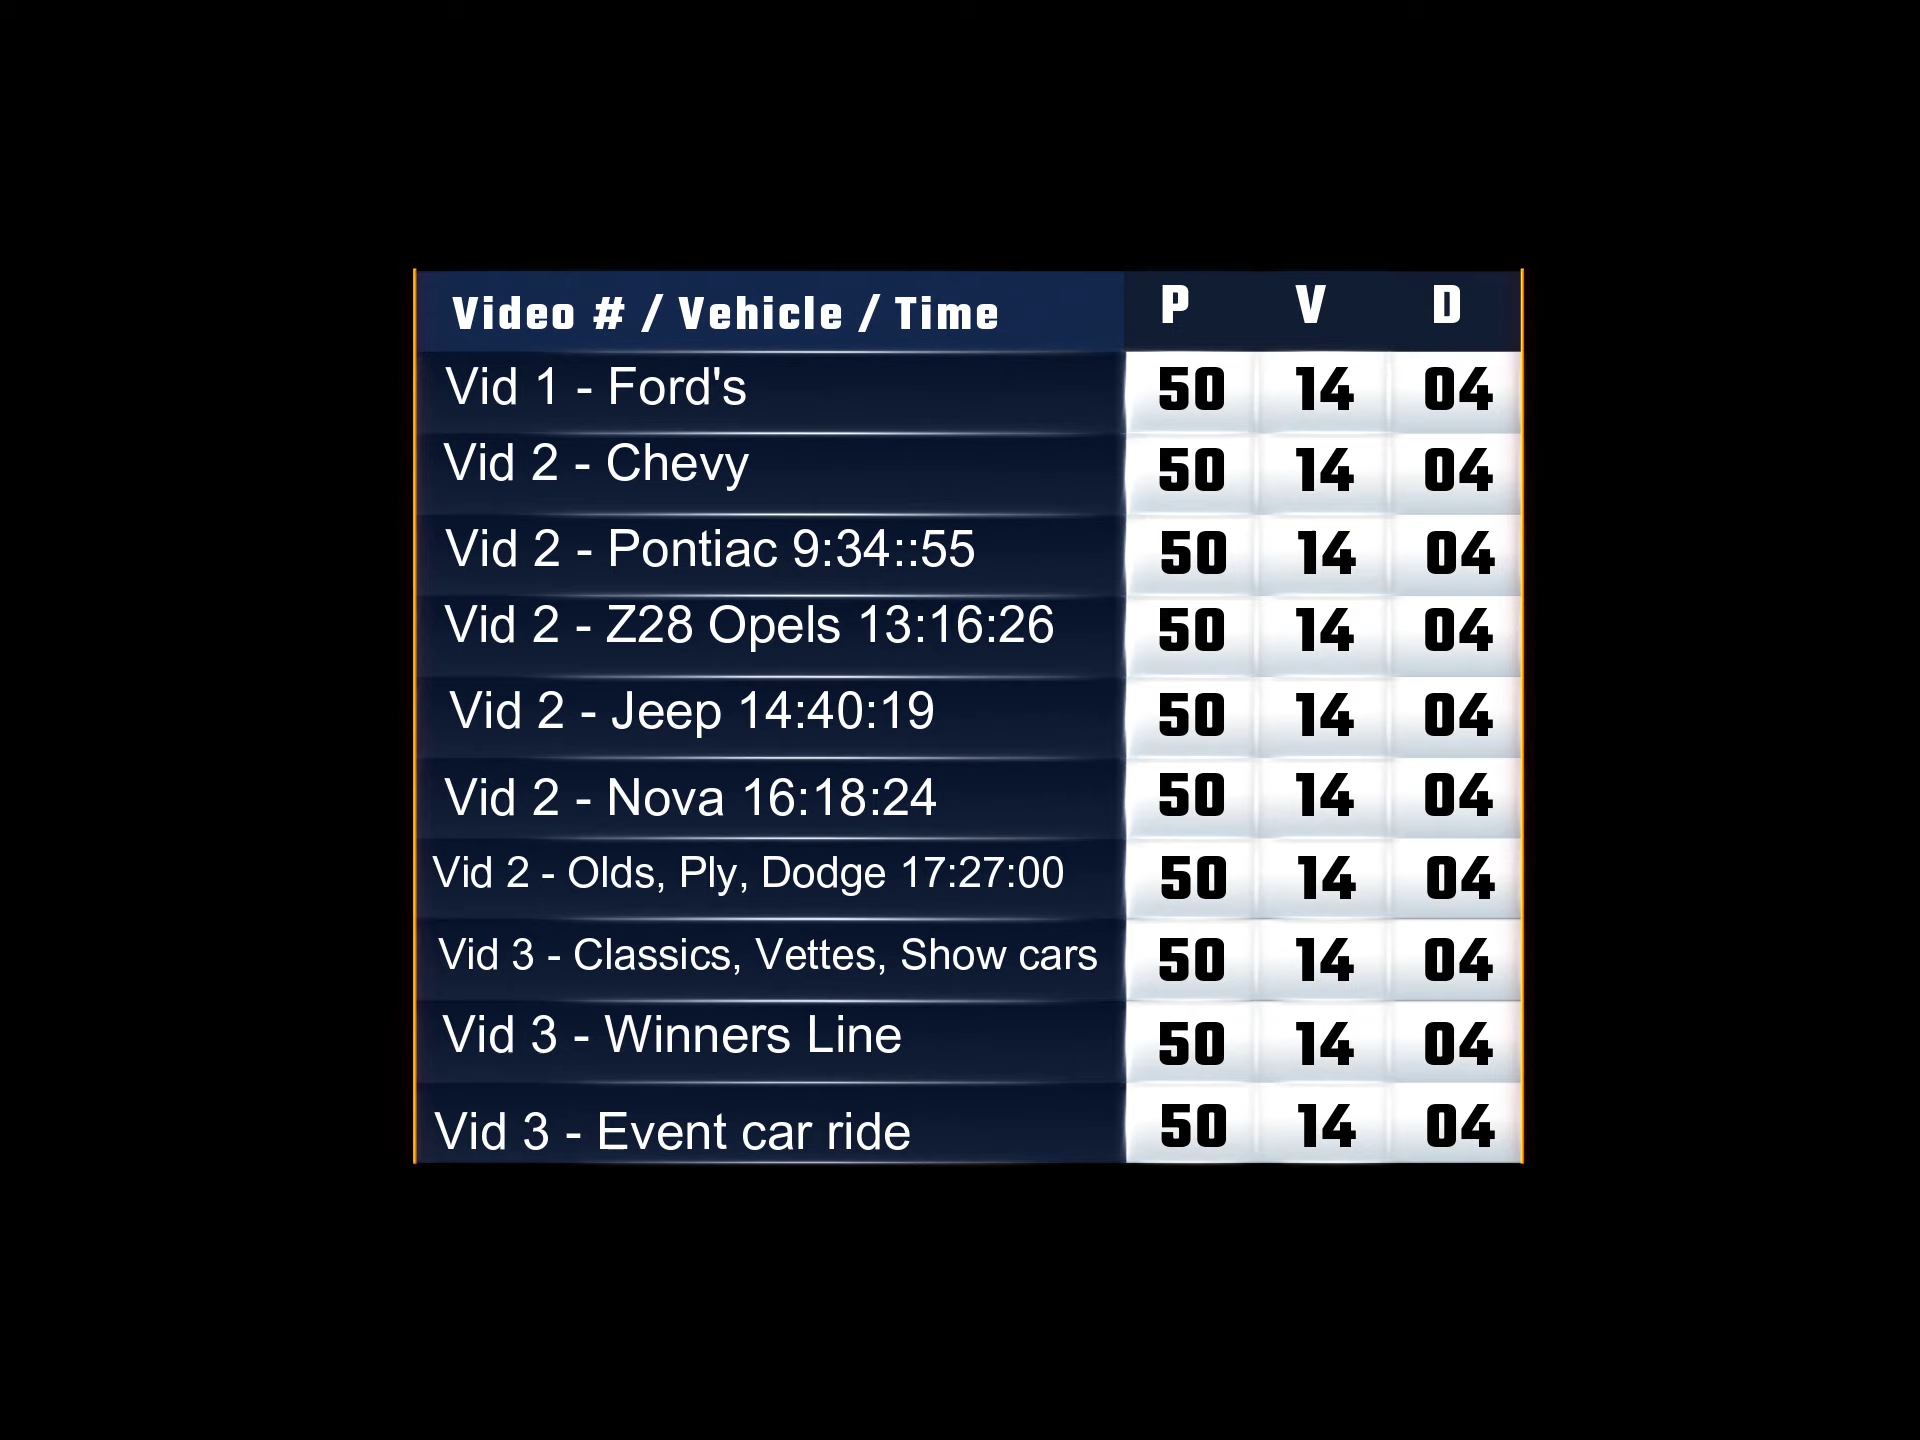 Video # / Vehicle / Time P V D
Vid 1 - Ford's 50 14 04
Vid 2 - Chevy 50 14 04
Vid 2 - Pontiac 9:34::55 50 14 04
Vid 2 - Z28 Opels 13:16:26 50 14 04
Vid 2 - Jeep 14:40:19 50 14 04
Vid 2 - Nova 16:18:24 50 14 04
Vid 2 - Olds, Ply, Dodge 17:27:00 50 14 04
Vid 3 - Classics, Vettes, Show cars 50 14 04
Vid 3 - Winners Line 50 14 04
Vid 3 - Event car ride 50 14 04